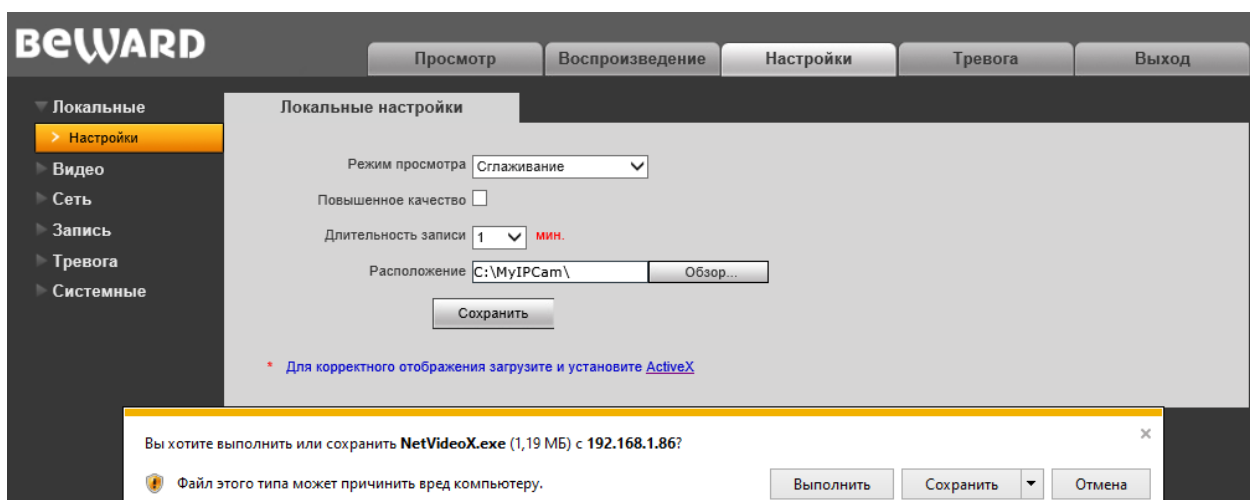 BEWARD
Просмотр Воспроизведение Настройки Тревога Выход
Локальные
Настройки
Видео
Сеть
Запись
Тревога
Системные
Локальные настройки
Режим просмотра Сглаживание
Повышенное качество
Длительность записи 1 мин.
Расположение C:\MyIPCam\ Обзор...
Сохранить
* Для корректного отображения загрузите и установите ActiveX
Вы хотите выполнить или сохранить NetVideoX.exe (1,19 МБ) с 192.168.1.86?
Файл этого типа может причинить вред компьютеру.
Выполнить Сохранить Отмена